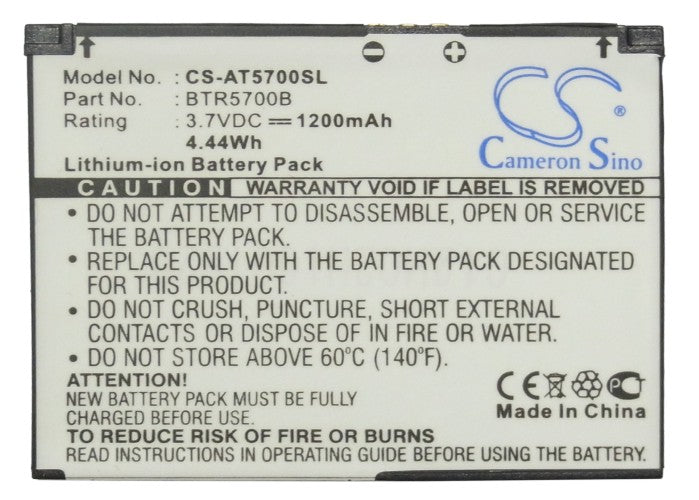 Model No. : CS-AT5700SL
Part No. : BTR5700B
Rating : 3.7VDC 1200mAh
4.44Wh
Lithium-ion Battery Pack
CS ®
Cameron Sino
CAUTION WARRANTY VOID IF LABEL IS REMOVED
• DO NOT ATTEMPT TO DISASSEMBLE, OPEN OR SERVICE
THE BATTERY PACK.
• REPLACE ONLY WITH THE BATTERY PACK DESIGNATED
FOR THIS EQUIPMENT.
• DO NOT CRUSH, PUNCTURE, SHORT EXTERNAL
CONTACTS OR DISPOSE OF IN FIRE OR WATER.
• DO NOT STORE ABOVE 60°C (140°F).
ATTENTION:
NEW BATTERY PACK MUST BE FULLY
CHARGED BEFORE USE.
CE PC
Made In China
TO REDUCE RISK OF FIRE OR BURNS
READ INSTRUCTIONS IN OPERATING GUIDE BEFORE USING THE BATTERY.